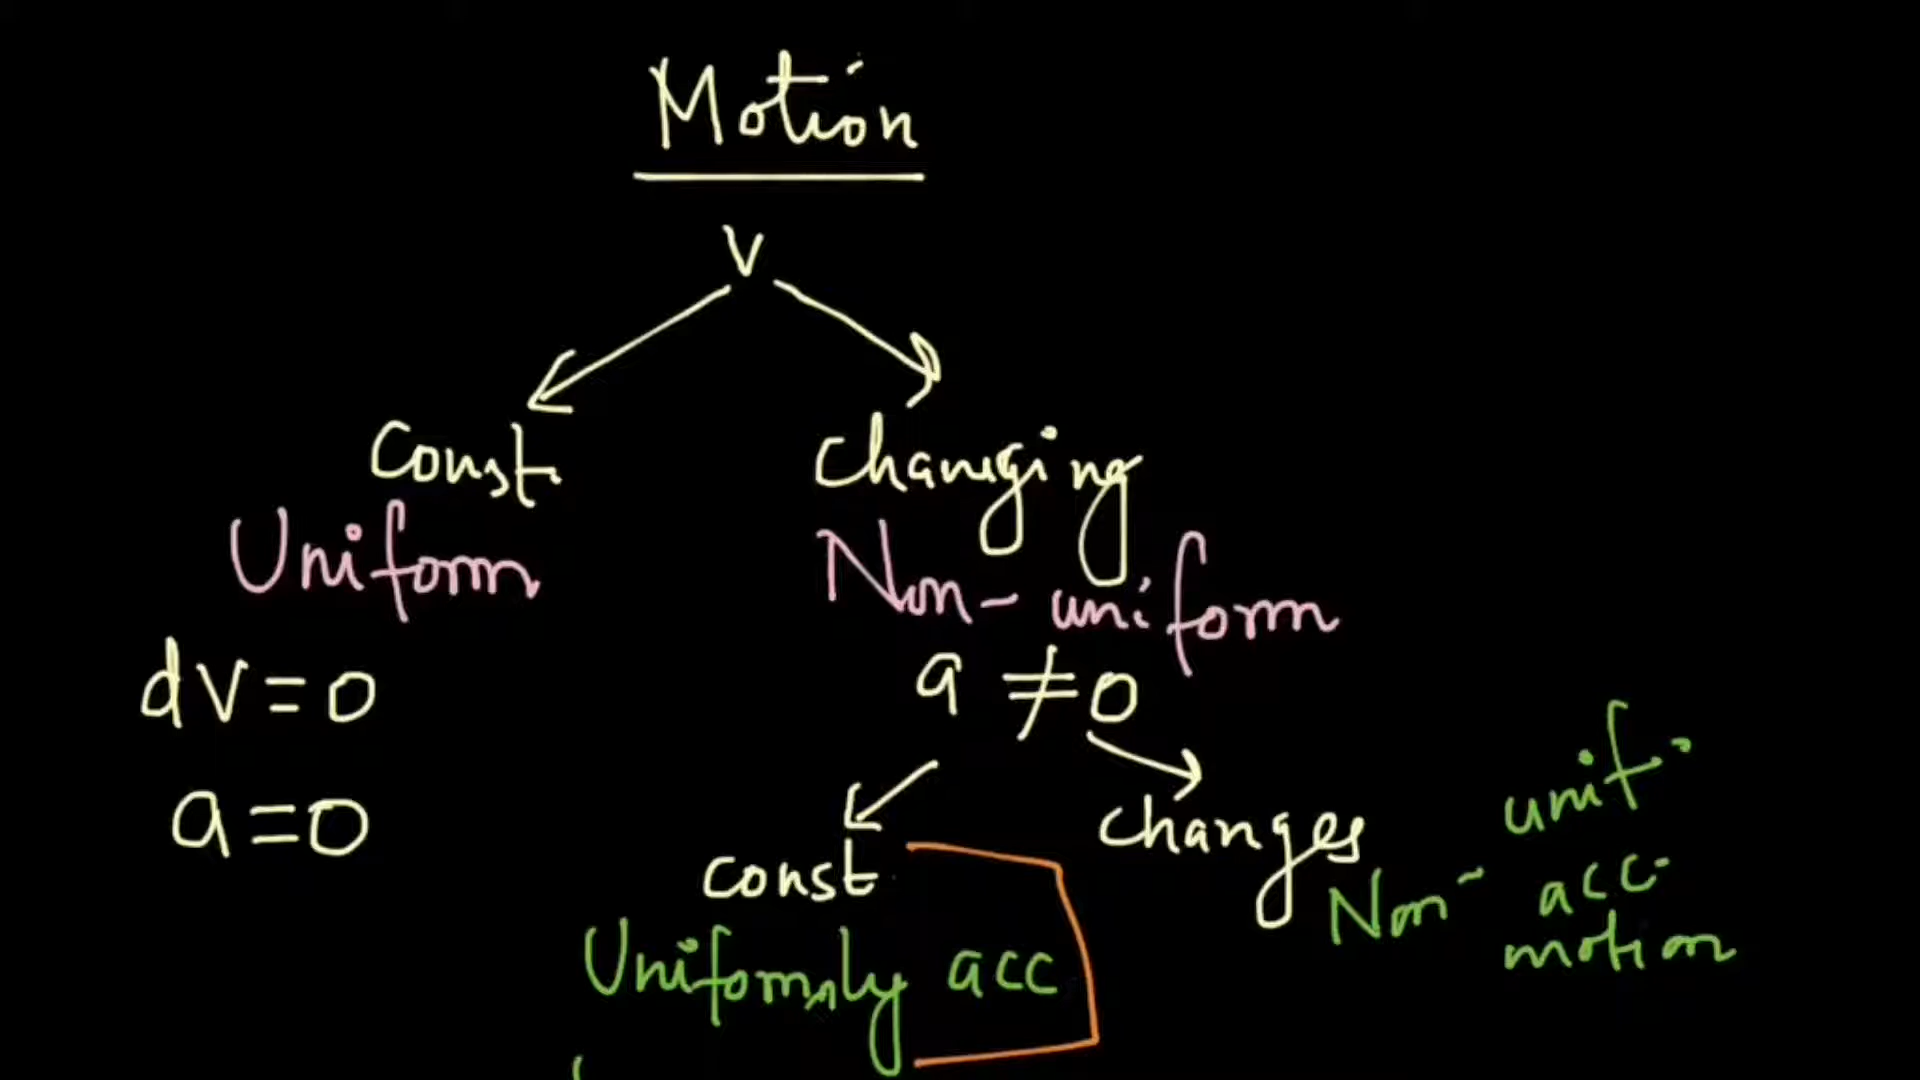 Motion
V
Const. Changing
Uniform Non-uniform
dv=0 a ≠0
a=0 const changes
Uniformly acc Non-unif. acc. motion